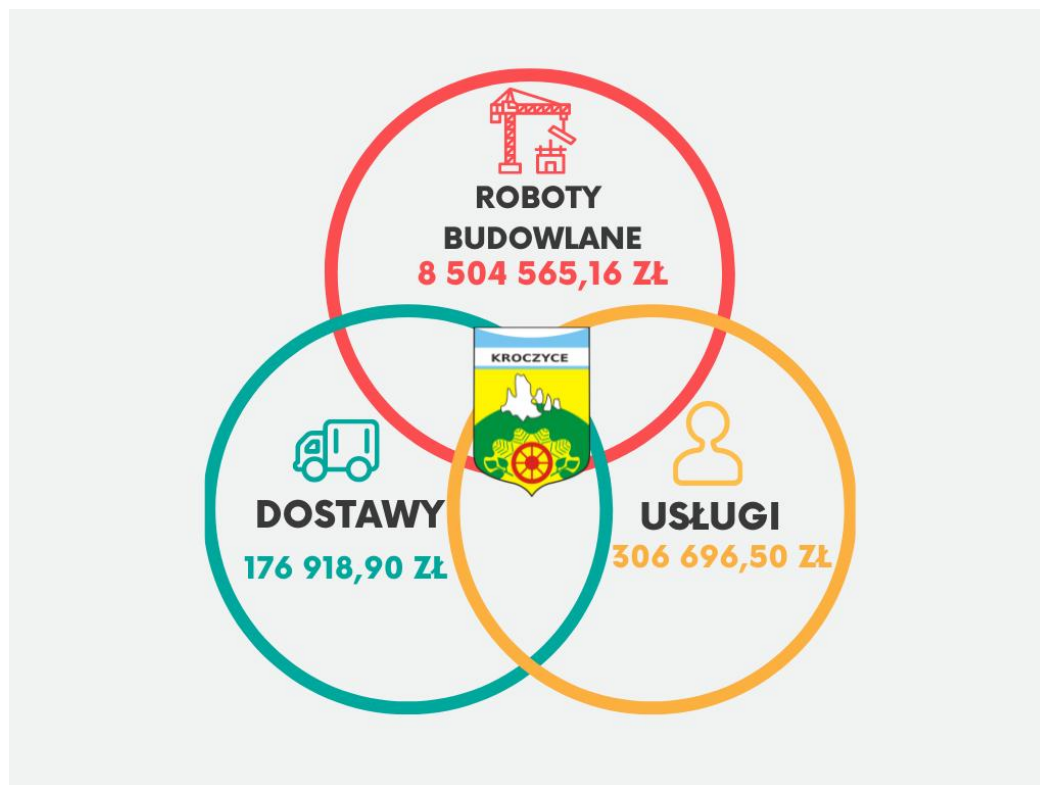 ROBOTY
BUDOWLANE
8 504 565,16 ZŁ
KROCZYCE
DOSTAWY
176 918,90 ZŁ
USŁUGI
306 696,50 ZŁ